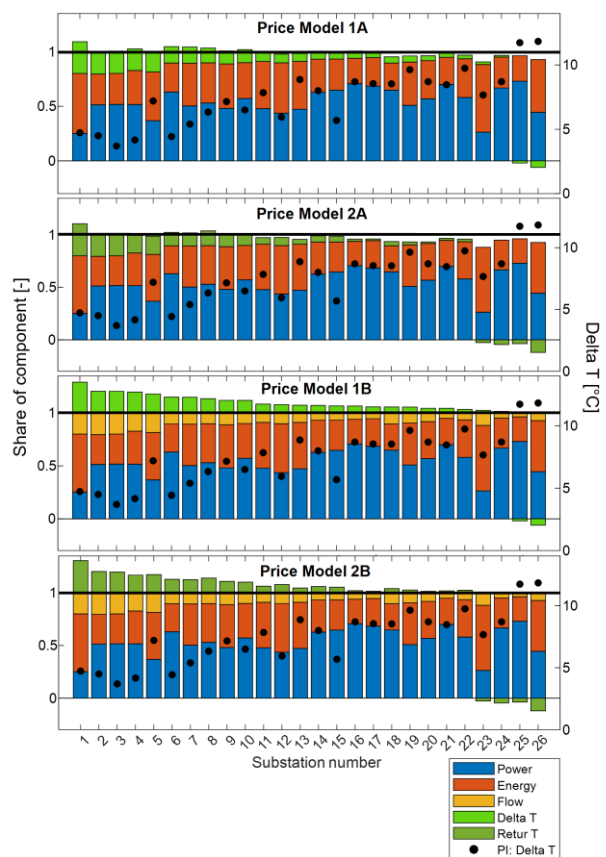 Price Model 1A
1
0.5
0
10
5
0
Price Model 2A
1
0.5
0
10
5
0
Share of component [-]
Delta T [°C]
Price Model 1B
1
0.5
0
10
5
0
Price Model 2B
1
0.5
0
10
5
0
1 2 3 4 5 6 7 8 9 10 11 12 13 14 15 16 17 18 19 20 21 22 23 24 25 26
Substation number
Power
Energy
Flow
Delta T
Retur T
PI: Delta T